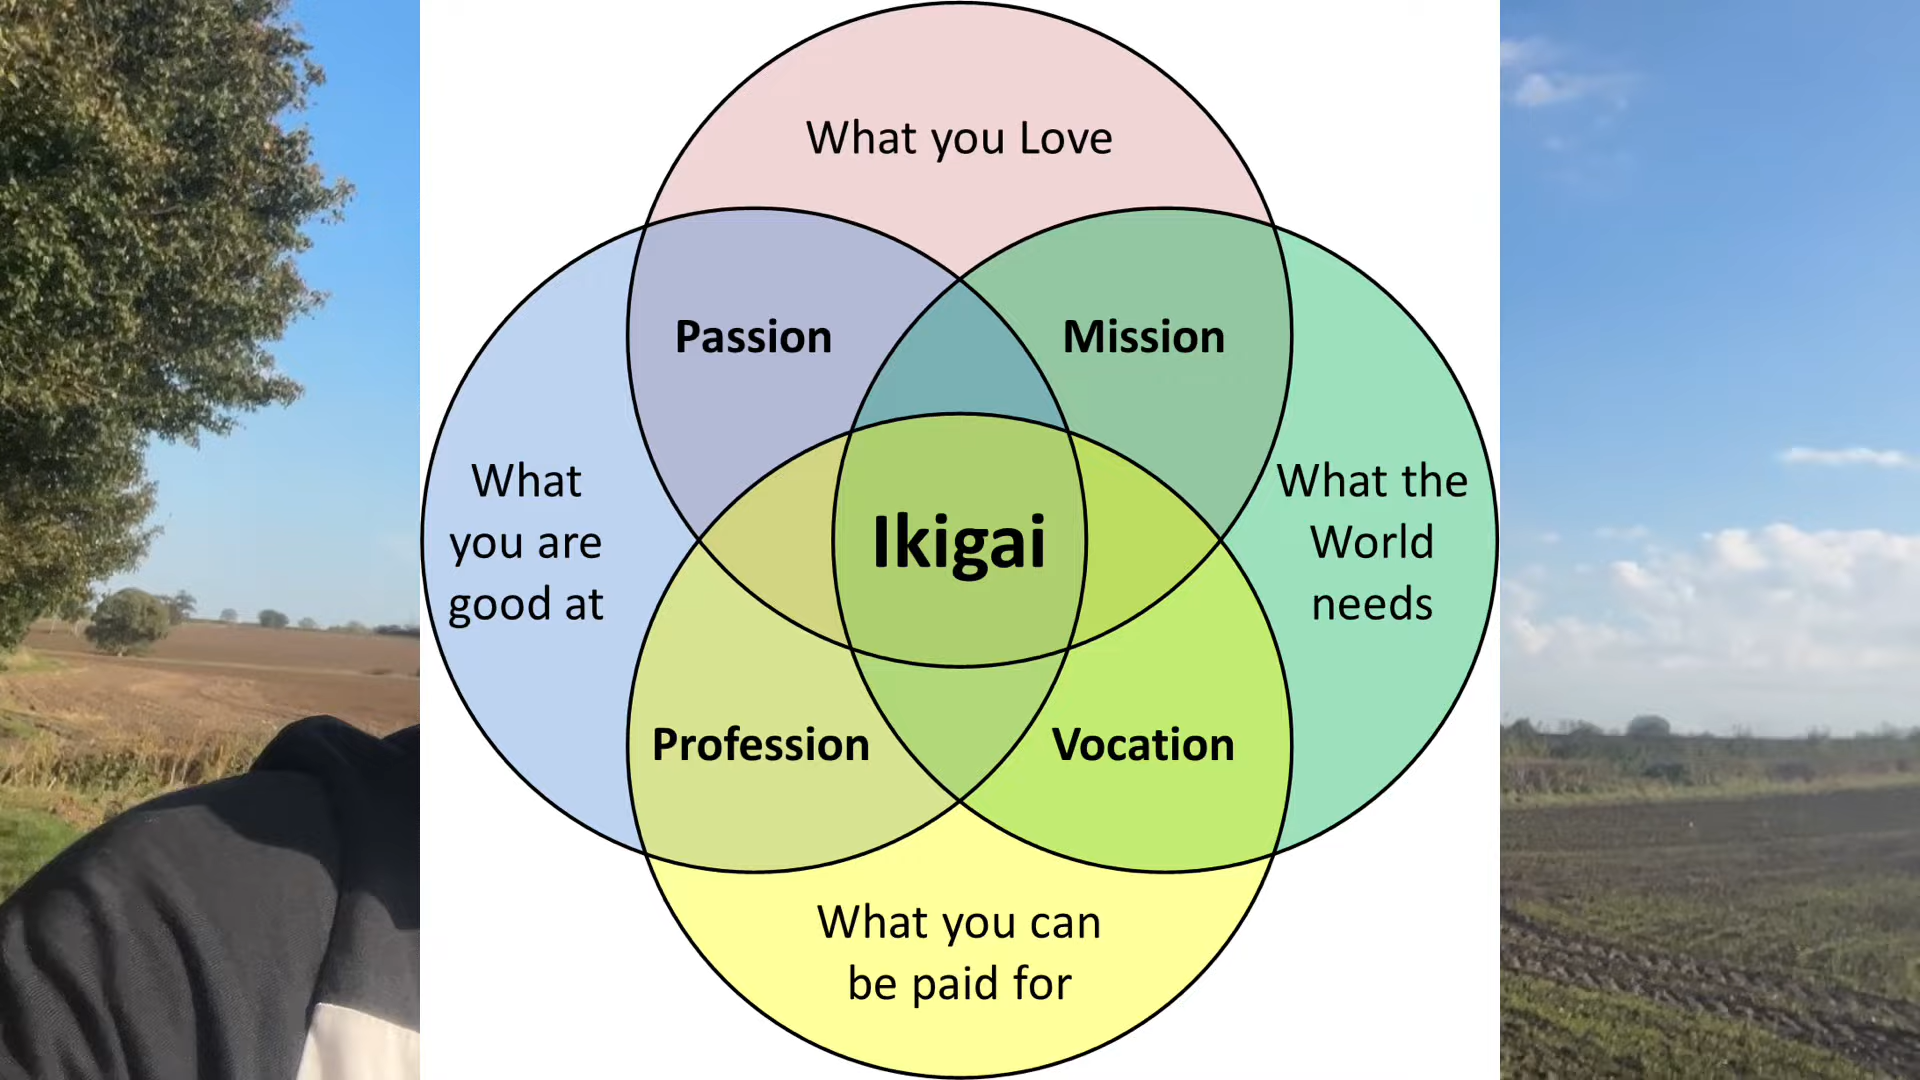 What you Love
Passion
Mission
What
you are
good at
Ikigai
What the
World
needs
Profession
Vocation
What you can
be paid for